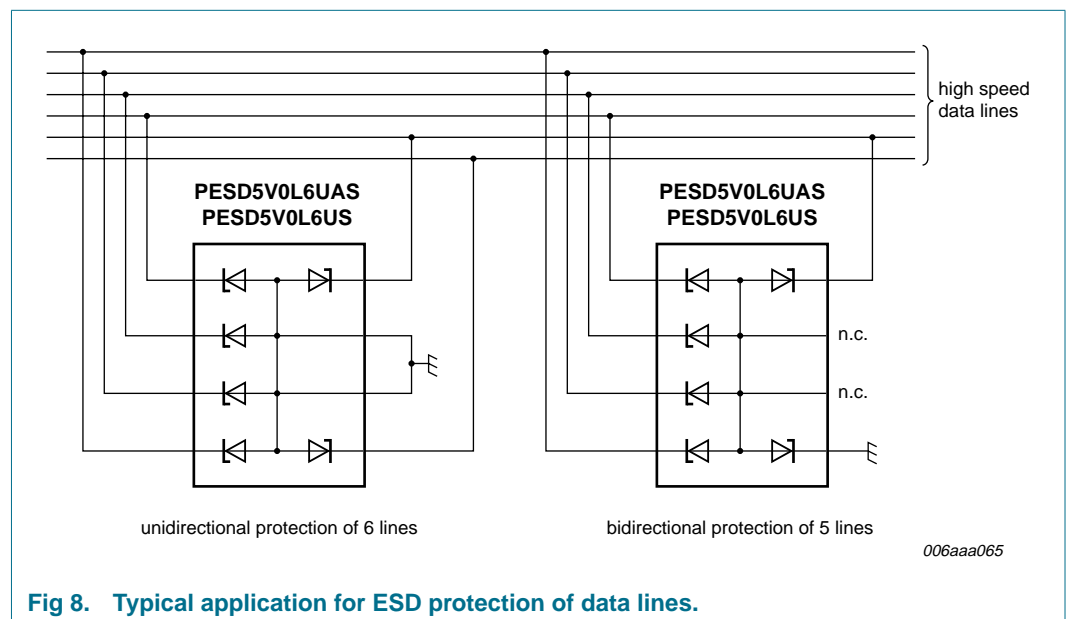 high speed
data lines
PESD5V0L6UAS
PESD5V0L6US
PESD5V0L6UAS
PESD5V0L6US
n.c.
n.c.
unidirectional protection of 6 lines
bidirectional protection of 5 lines
006aaa065
Fig 8. Typical application for ESD protection of data lines.